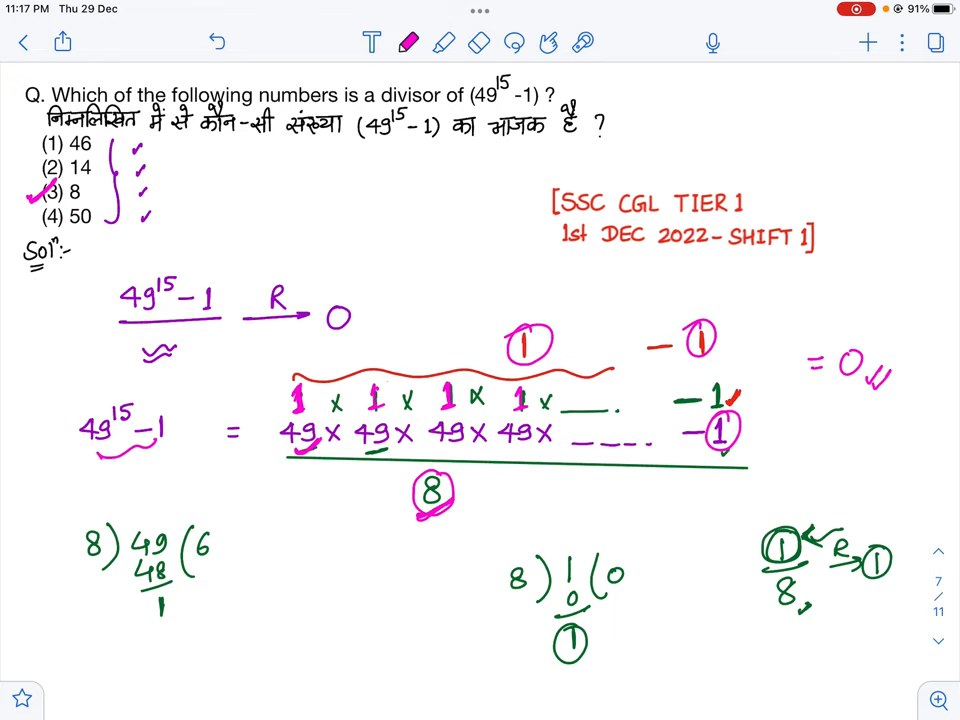 11:17 PM Thu 29 Dec
91%
Q. Which of the following numbers is a divisor of (49^15 -1) ?
निम्नलिखित में से कौन-सी संख्या (49^15 - 1) का भाजक है ?
(1) 46
(2) 14
(3) 8
(4) 50
[SSC CGL TIER 1
1st DEC 2022 - SHIFT 1]
Solⁿ:-
49^15 - 1 R 0
1 - 1 = 0
1 × 1 × 1 × 1 × ___. - 1
49^15 - 1 = 49 × 49 × 49 × 49 × _ _ _ _. - 1
8
8 ) 49 ( 6
48
1
8 ) 1 ( 0
0
1
1 R 1
8
7
/
11